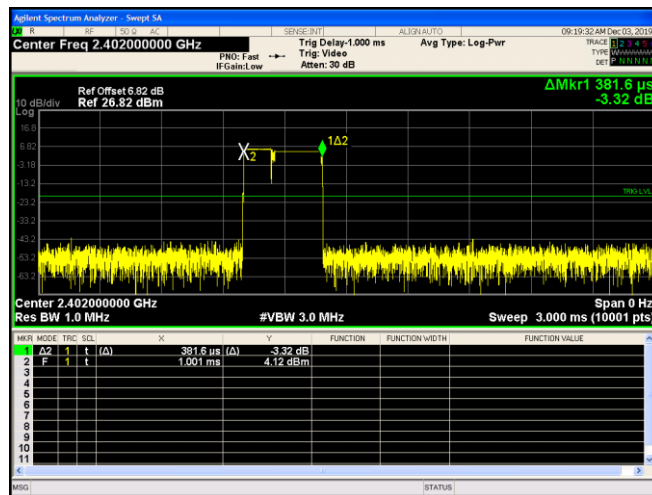 Agilent Spectrum Analyzer - Swept SA
R RF 50 Ω AC SENSE:INT ALIGN AUTO 09:19:32 AM Dec 03, 2019
Center Freq 2.402000000 GHz
PNO: Fast
IFGain:Low
Trig Delay-1.000 ms
Trig: Video
Atten: 30 dB
Avg Type: Log-Pwr
TRACE 1 2 3 4 5
TYPE
DET P N N N N
Ref Offset 6.82 dB
10 dB/div Ref 26.82 dBm
Log
ΔMkr1 381.6 µs
-3.32 dB
16.8
6.82
-3.18
-13.2
-23.2
-33.2
-43.2
-53.2
-63.2
X2
1Δ2
TRIG LVL
Center 2.402000000 GHz Span 0 Hz
Res BW 1.0 MHz #VBW 3.0 MHz Sweep 3.000 ms (10001 pts)
MKR MODE TRC SCL X Y FUNCTION FUNCTION WIDTH FUNCTION VALUE
1 Δ2 1 t (Δ) 381.6 µs (Δ) -3.32 dB
2 F 1 t 1.001 ms 4.12 dBm
3
4
5
6
7
8
9
10
11
MSG STATUS